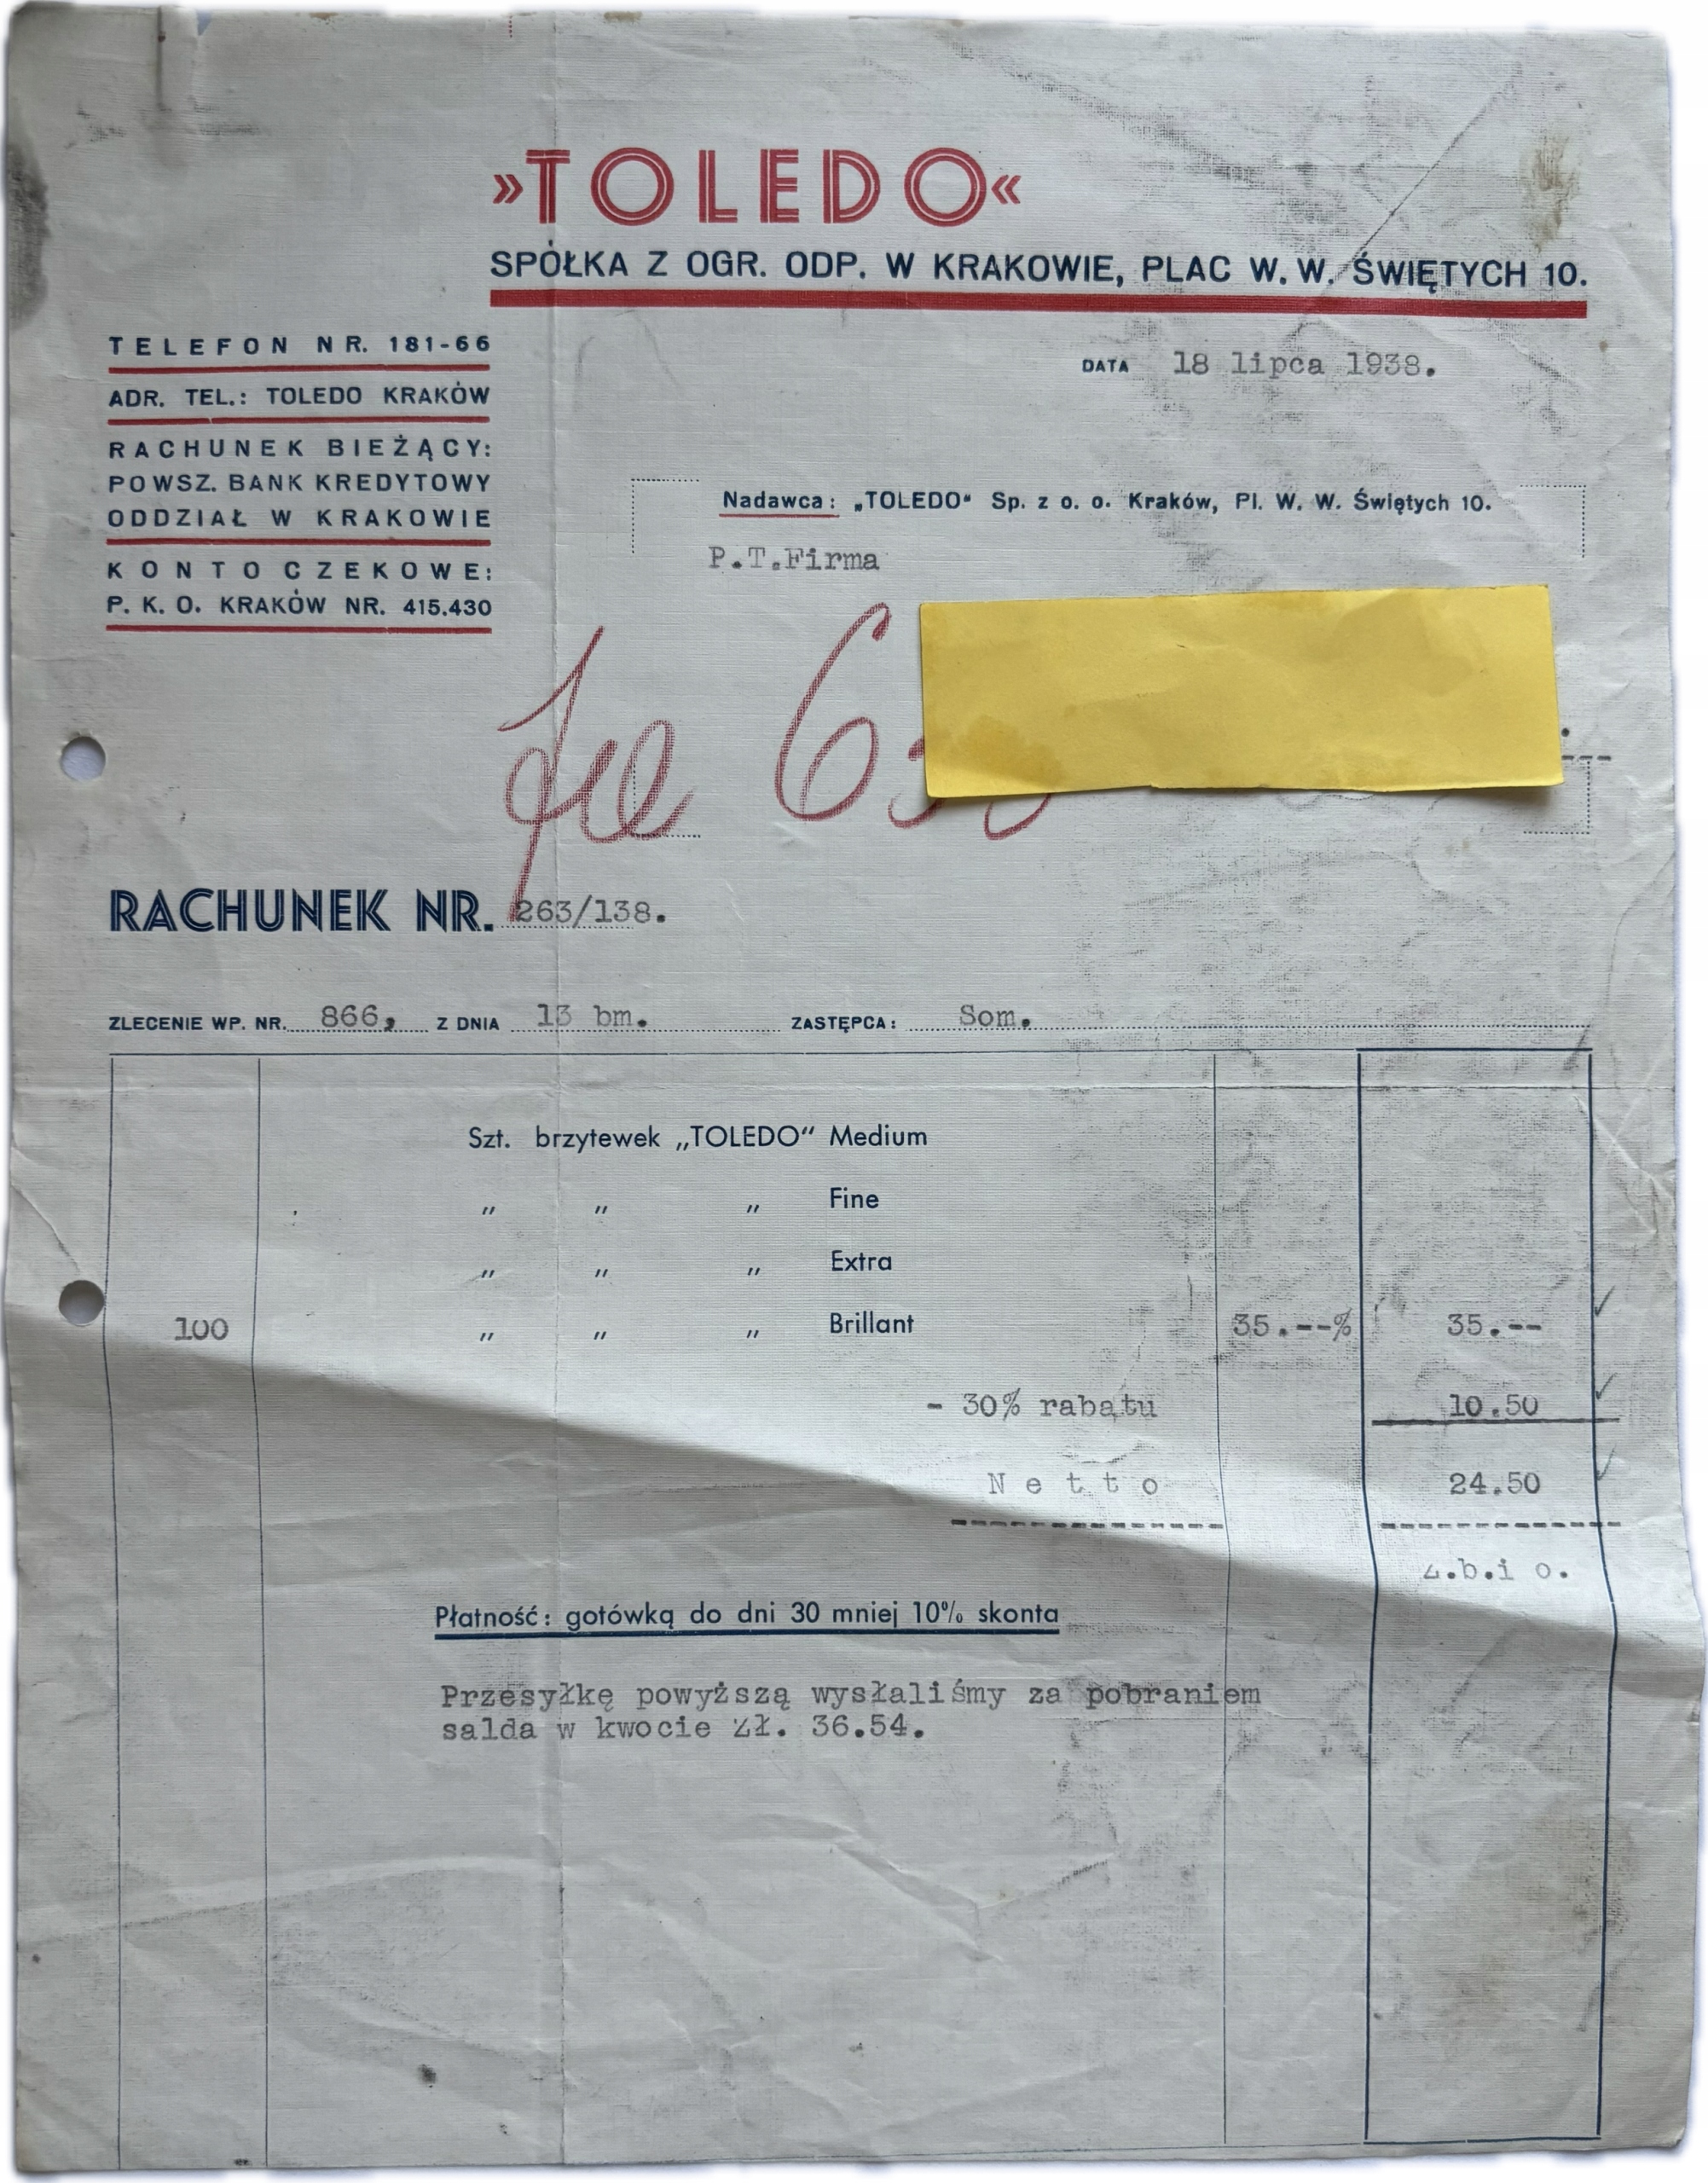 »TOLEDO«
SPÓŁKA Z OGR. ODP. W KRAKOWIE, PLAC W. W. ŚWIĘTYCH 10.
TELEFON NR. 181-66
ADR. TEL.: TOLEDO KRAKÓW
RACHUNEK BIEŻĄCY:
POWSZ. BANK KREDYTOWY
ODDZIAŁ W KRAKOWIE
KONTO CZEKOWE:
P. K. O. KRAKÓW NR. 415.430
DATA 18 lipca 1938.
Nadawca: „TOLEDO" Sp. z o. o. Kraków, Pl. W. W. Świętych 10.
P.T.Firma
RACHUNEK NR. 263/138.
ZLECENIE WP. NR. 866, Z DNIA 13 bm. ZASTĘPCA: Som.
Szt. brzytewek „TOLEDO" Medium
„ „ „ Fine
„ „ „ Extra
100 „ „ „ Brillant 35.--% 35.--
- 30% rabatu 10.50
Netto 24.50
Z.b.i o.
Płatność: gotówką do dni 30 mniej 10% skonta
Przesyłkę powyższą wysłaliśmy za pobraniem
salda w kwocie Zł. 36.54.